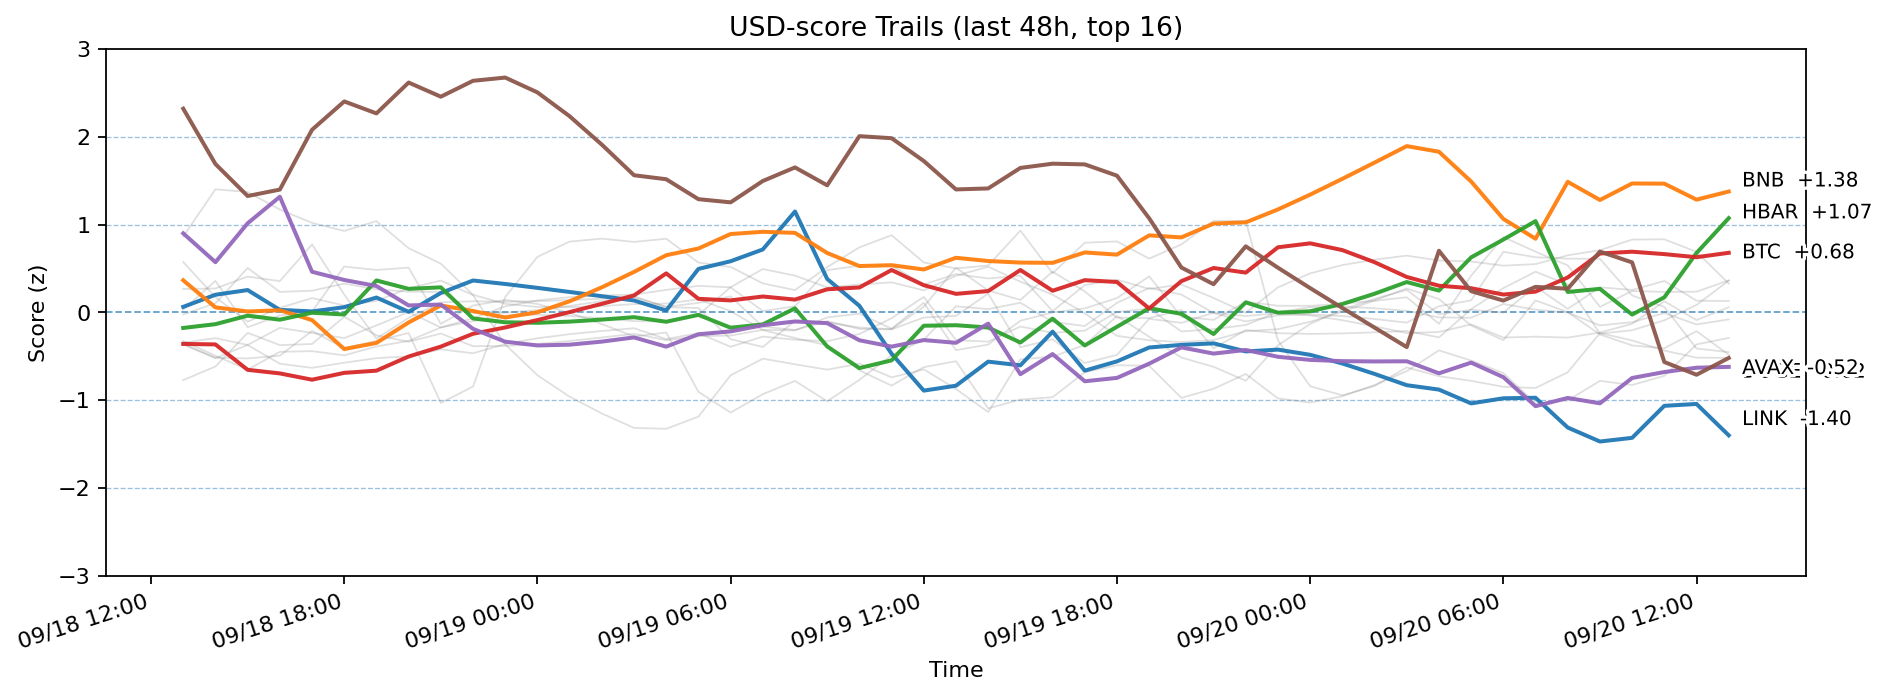 USD-score Trails (last 48h, top 16)
Score (z)
3
2
1
0
−1
−2
−3
BNB +1.38
HBAR +1.07
BTC +0.68
AVAX -0.52
LINK -1.40
09/18 12:00
09/18 18:00
09/19 00:00
09/19 06:00
09/19 12:00
09/19 18:00
09/20 00:00
09/20 06:00
09/20 12:00
Time